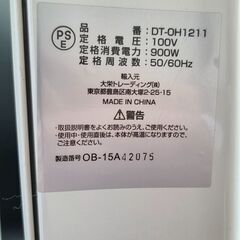 PS
E
品番：DT-OH1211
定格電圧：100V
定格消費電力：900W
定格周波数：50/60Hz
輸入元
大栄トレーディング(株)
東京都豊島区南大塚2-25-15
MADE IN CHINA
⚠警告
・取扱説明書をよくお読みの上、ご使用ください。
・使用中・使用直後は、本体が高温になりますので、
ご注意ください。
製造番号 OB-15A42075